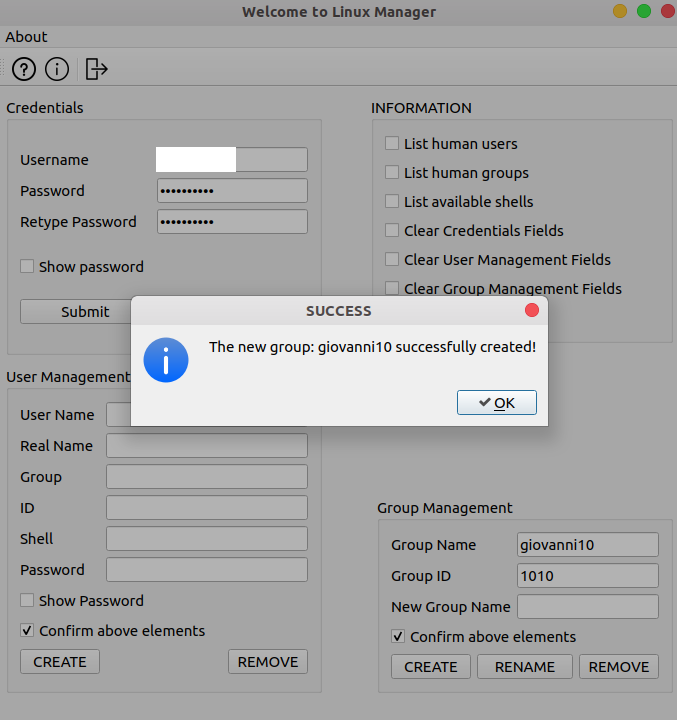 Welcome to Linux Manager
About
Credentials
Username
Password ••••••••••
Retype Password ••••••••••
Show password
Submit
INFORMATION
List human users
List human groups
List available shells
Clear Credentials Fields
Clear User Management Fields
Clear Group Management Fields
SUCCESS
The new group: giovanni10 successfully created!
OK
User Management
User Name
Real Name
Group
ID
Shell
Password
Show Password
Confirm above elements
CREATE REMOVE
Group Management
Group Name giovanni10
Group ID 1010
New Group Name
Confirm above elements
CREATE RENAME REMOVE